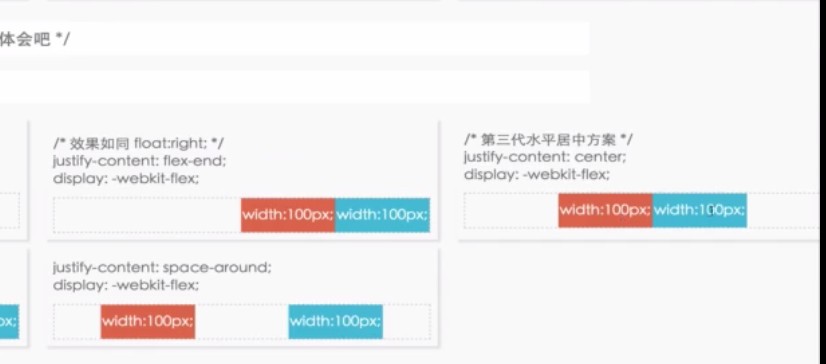 体会吧 */
/* 效果如同 float:right; */
justify-content: flex-end;
display: -webkit-flex;
width:100px; width:100px;
/* 第三代水平居中方案 */
justify-content: center;
display: -webkit-flex;
width:100px; width:100px;
justify-content: space-around;
display: -webkit-flex;
px;
width:100px; width:100px;